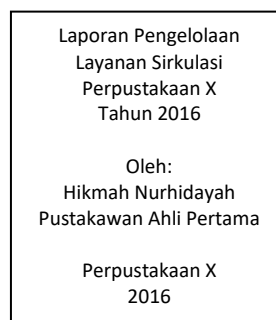 Laporan Pengelolaan
Layanan Sirkulasi
Perpustakaan X
Tahun 2016
Oleh:
Hikmah Nurhidayah
Pustakawan Ahli Pertama
Perpustakaan X
2016